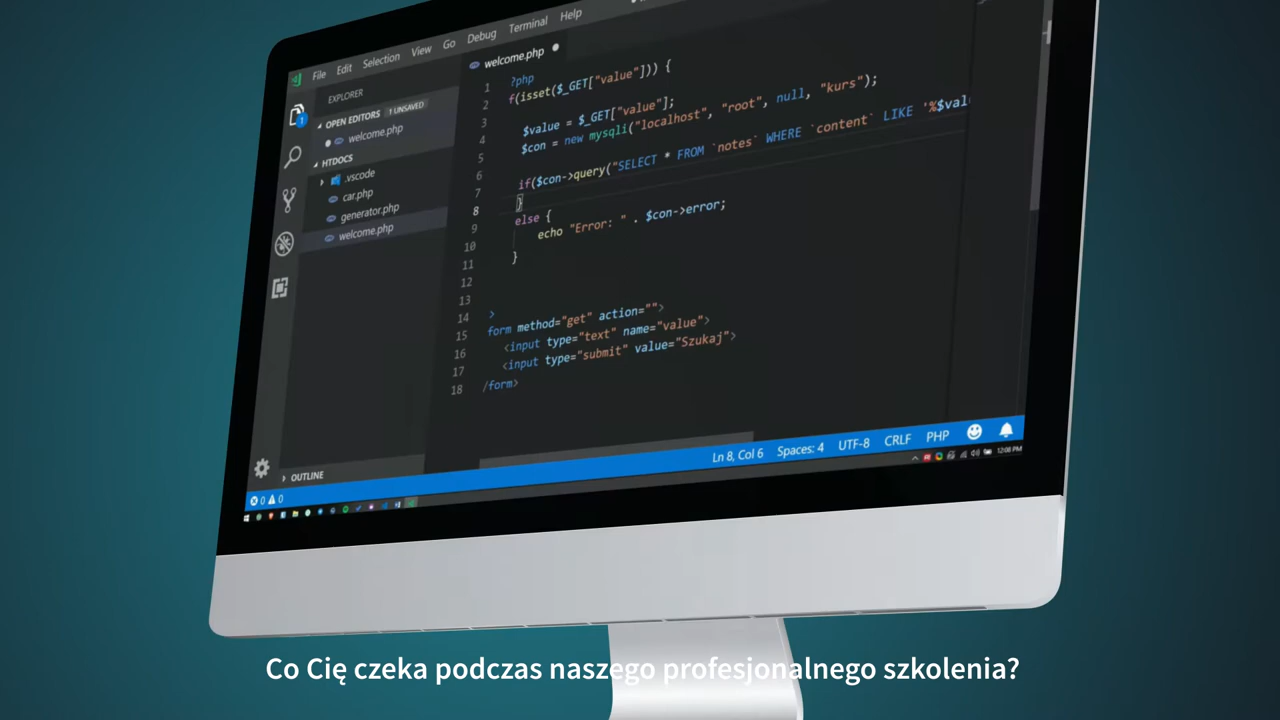 File Edit Selection View Go Debug Terminal Help
EXPLORER
OPEN EDITORS 1 UNSAVED
welcome.php
HTDOCS
.vscode
car.php
generator.php
welcome.php
OUTLINE
welcome.php
1 ?php
2 f(isset($_GET["value"])) {
3
4 $value = $_GET["value"];
5 $con = new mysqli("localhost", "root", null, "kurs");
6
7 if($con->query("SELECT * FROM `notes` WHERE `content` LIKE '%$val
8 }
9 else {
10 echo "Error: " . $con->error;
11 }
12
13
14 >
15 form method="get" action="">
16 <input type="text" name="value">
17 <input type="submit" value="Szukaj">
18 /form>
0 0
Ln 8, Col 6 Spaces: 4 UTF-8 CRLF PHP
12:08 PM
Co Cię czeka podczas naszego profesjonalnego szkolenia?